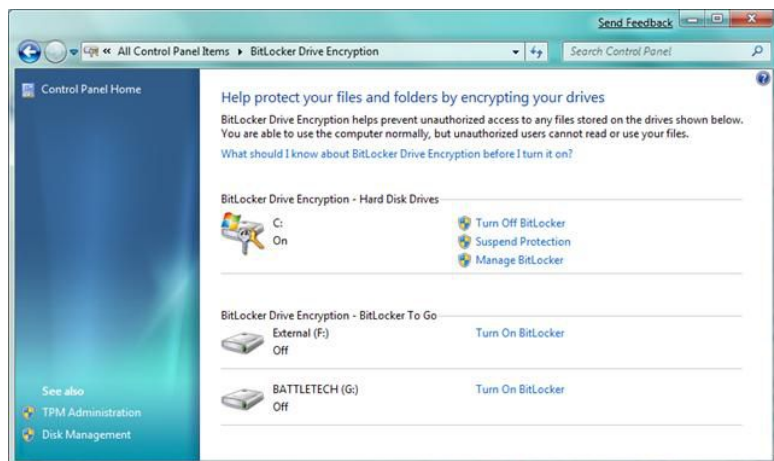 Send Feedback
« All Control Panel Items ▸ BitLocker Drive Encryption
Search Control Panel
Control Panel Home
Help protect your files and folders by encrypting your drives
BitLocker Drive Encryption helps prevent unauthorized access to any files stored on the drives shown below.
You are able to use the computer normally, but unauthorized users cannot read or use your files.
What should I know about BitLocker Drive Encryption before I turn it on?
BitLocker Drive Encryption - Hard Disk Drives
C:
On
Turn Off BitLocker
Suspend Protection
Manage BitLocker
BitLocker Drive Encryption - BitLocker To Go
External (F:)
Off
Turn On BitLocker
BATTLETECH (G:)
Off
Turn On BitLocker
See also
TPM Administration
Disk Management